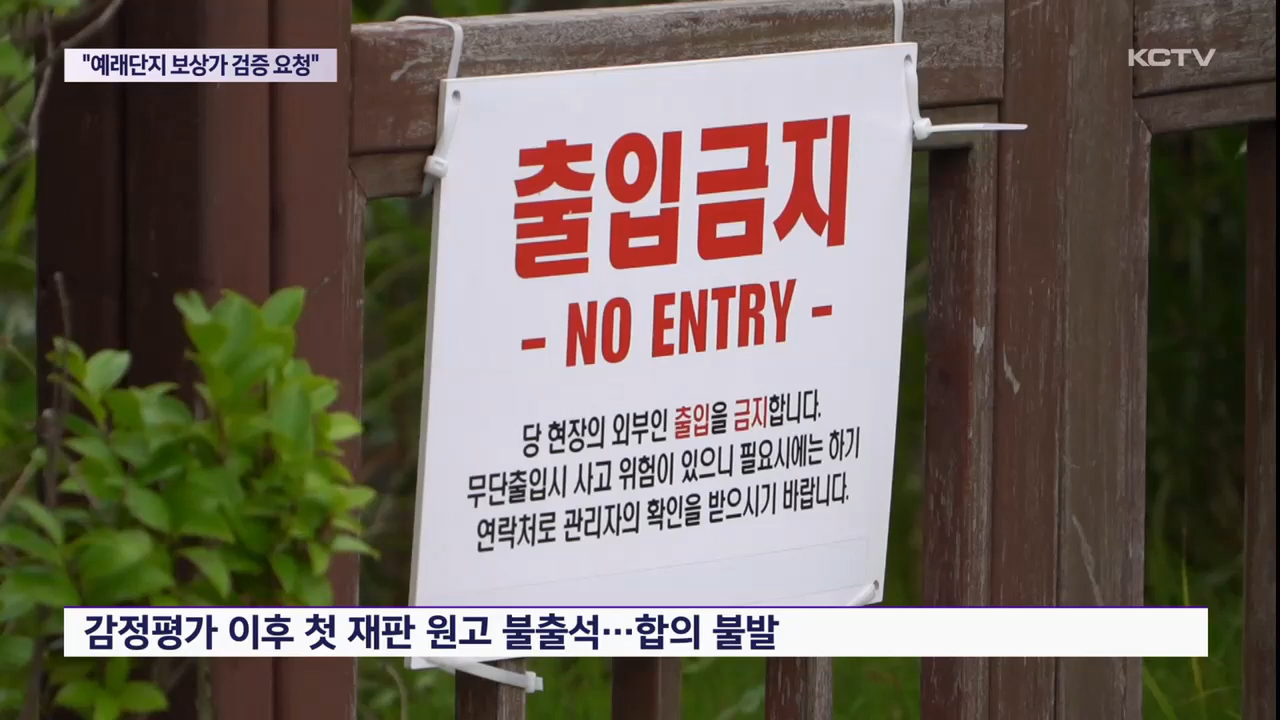 "예래단지 보상가 검증 요청"
KCTV
출입금지
- NO ENTRY -
당 현장의 외부인 출입을 금지합니다.
무단출입시 사고 위험이 있으니 필요시에는 하기
연락처로 관리자의 확인을 받으시기 바랍니다.
감정평가 이후 첫 재판 원고 불출석…합의 불발